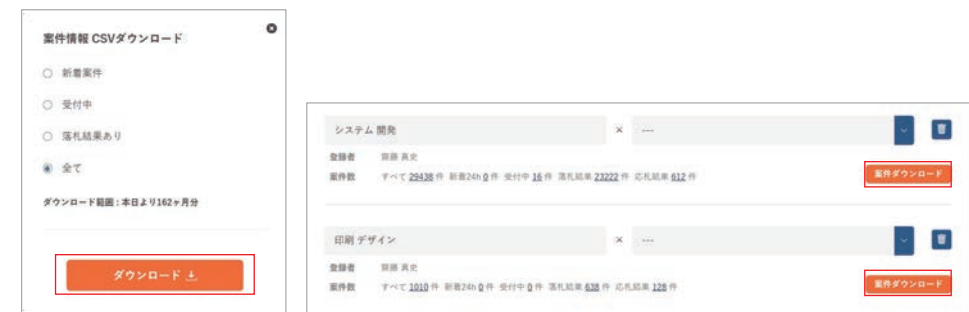 案件情報 CSVダウンロード
新着案件
受付中
落札結果あり
全て
ダウンロード範囲:本日より162ヶ月分
ダウンロード
システム 開発 × ---
登録者 齋藤 真史
案件数 すべて 29438 件 新着24h 0 件 受付中 16 件 落札結果 23222 件 応札結果 612 件
案件ダウンロード
印刷 デザイン × ---
登録者 齋藤 真史
案件数 すべて 1010 件 新着24h 0 件 受付中 0 件 落札結果 638 件 応札結果 128 件
案件ダウンロード